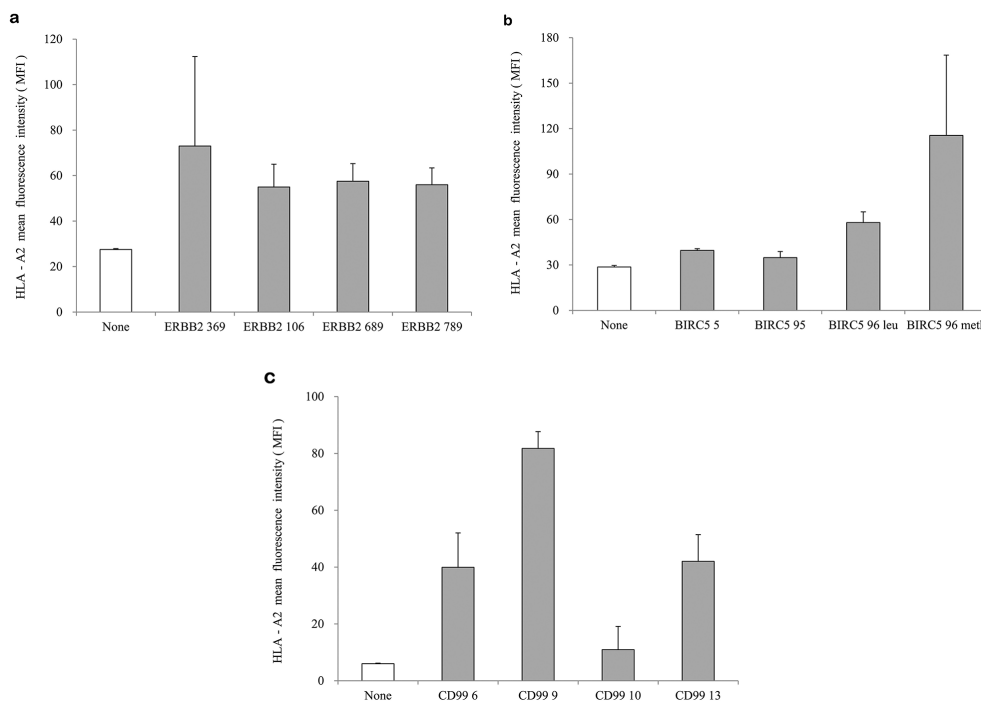 a
HLA - A2 mean fluorescence intensity ( MFI )
120
100
80
60
40
20
0
None ERBB2 369 ERBB2 106 ERBB2 689 ERBB2 789
b
HLA - A2 mean fluorescence intensity ( MFI )
180
150
120
90
60
30
0
None BIRC5 5 BIRC5 95 BIRC5 96 leu BIRC5 96 meth
c
HLA - A2 mean fluorescence intensity ( MFI )
100
80
60
40
20
0
None CD99 6 CD99 9 CD99 10 CD99 13